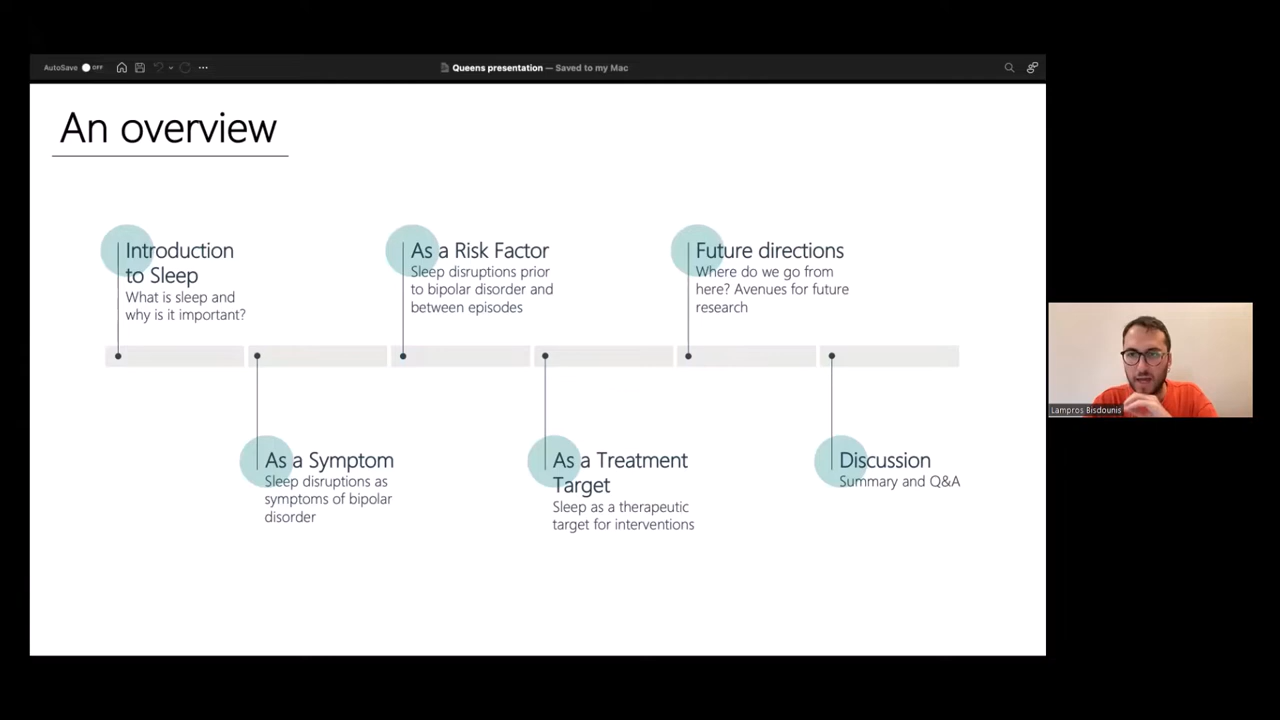 AutoSave OFF
Queens presentation — Saved to my Mac
An overview
Introduction
to Sleep
What is sleep and
why is it important?
As a Symptom
Sleep disruptions as
symptoms of bipolar
disorder
As a Risk Factor
Sleep disruptions prior
to bipolar disorder and
between episodes
As a Treatment
Target
Sleep as a therapeutic
target for interventions
Future directions
Where do we go from
here? Avenues for future
research
Discussion
Summary and Q&A
Lampros Bisdounis